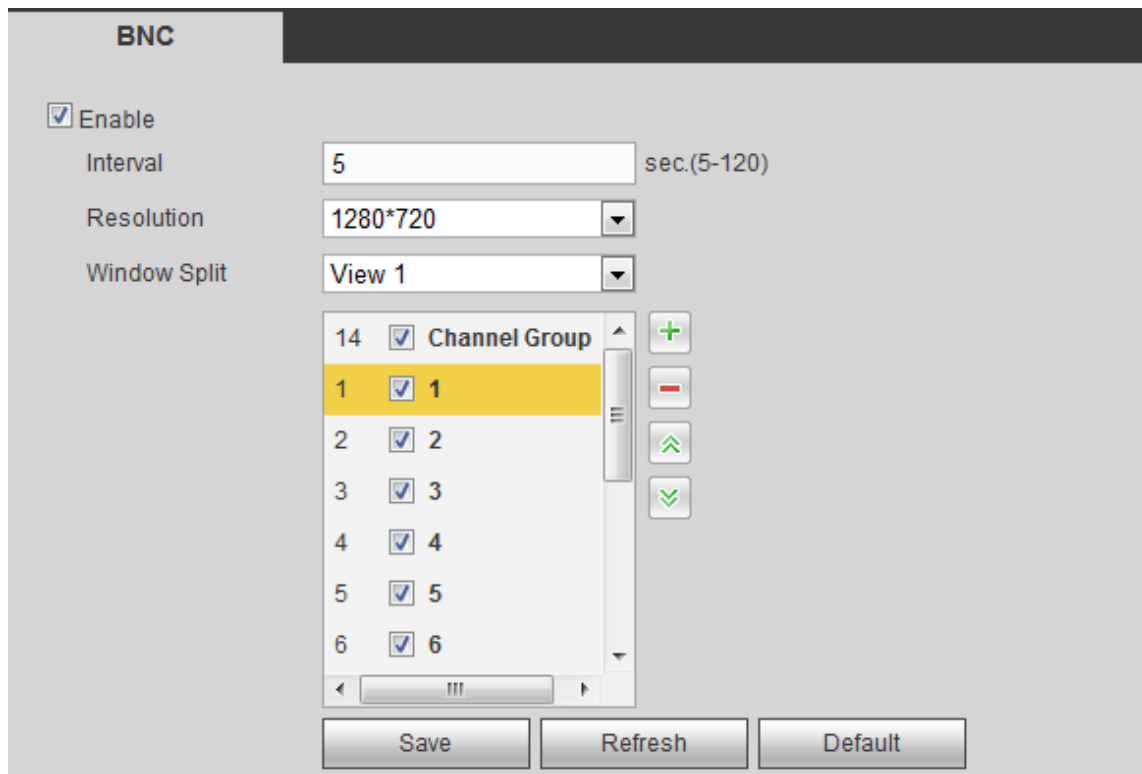 BNC
Enable
Interval 5 sec.(5-120)
Resolution 1280*720
Window Split View 1
14 Channel Group
1 1
2 2
3 3
4 4
5 5
6 6
Save Refresh Default